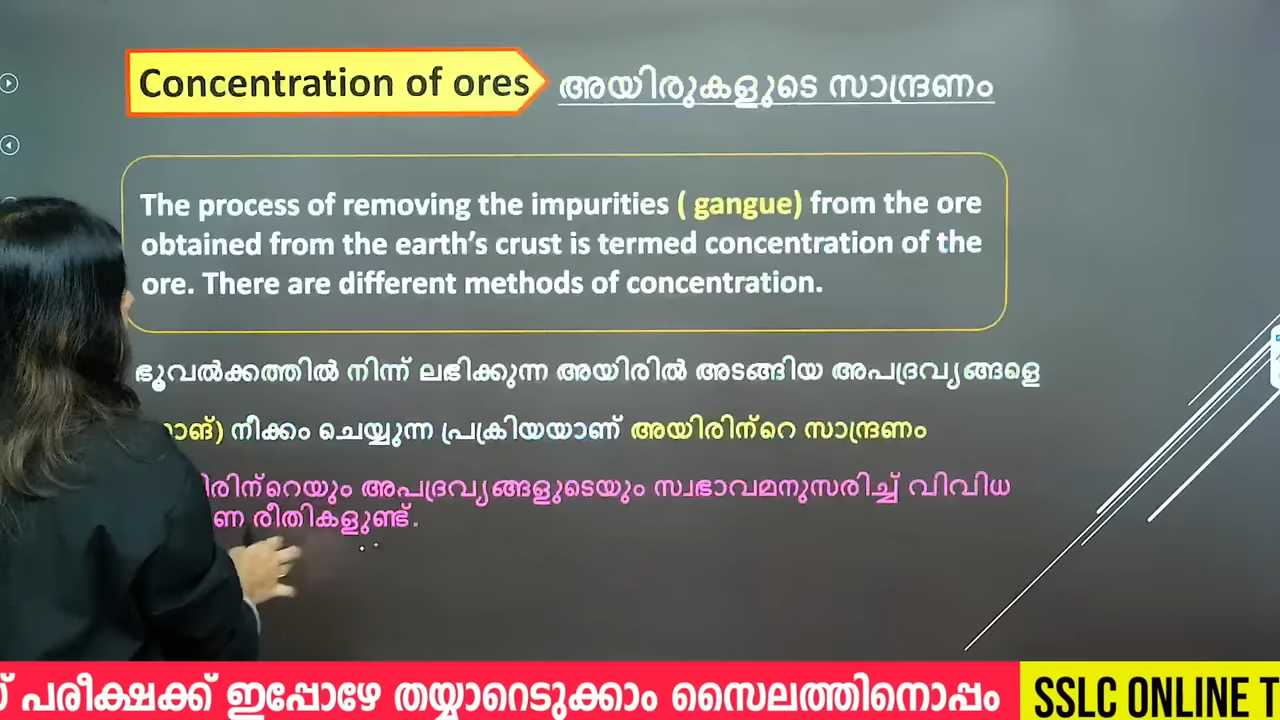 Concentration of ores അയിരുകളുടെ സാന്ദ്രണം
The process of removing the impurities ( gangue) from the ore
obtained from the earth's crust is termed concentration of the
ore. There are different methods of concentration.
ഭൂവൽക്കത്തിൽ നിന്ന് ലഭിക്കുന്ന അയിരിൽ അടങ്ങിയ അപദ്രവ്യങ്ങളെ
നീക്കം ചെയ്യുന്ന പ്രക്രിയയാണ് അയിരിന്റെ സാന്ദ്രണം
അപദ്രവ്യങ്ങളുടെയും സ്വഭാവമനുസരിച്ച് വിവിധ
രീതികളുണ്ട്.
പരീക്ഷക്ക് ഇപ്പോഴേ തയ്യാറെടുക്കാം സൈലത്തിനൊപ്പം SSLC ONLINE